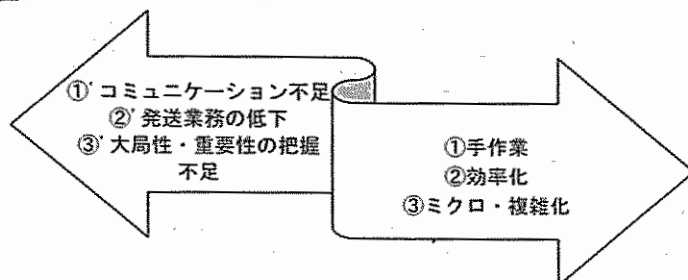 ①' コミュニケーション不足
②' 発送業務の低下
③' 大局性・重要性の把握
不足
①手作業
②効率化
③ミクロ・複雑化